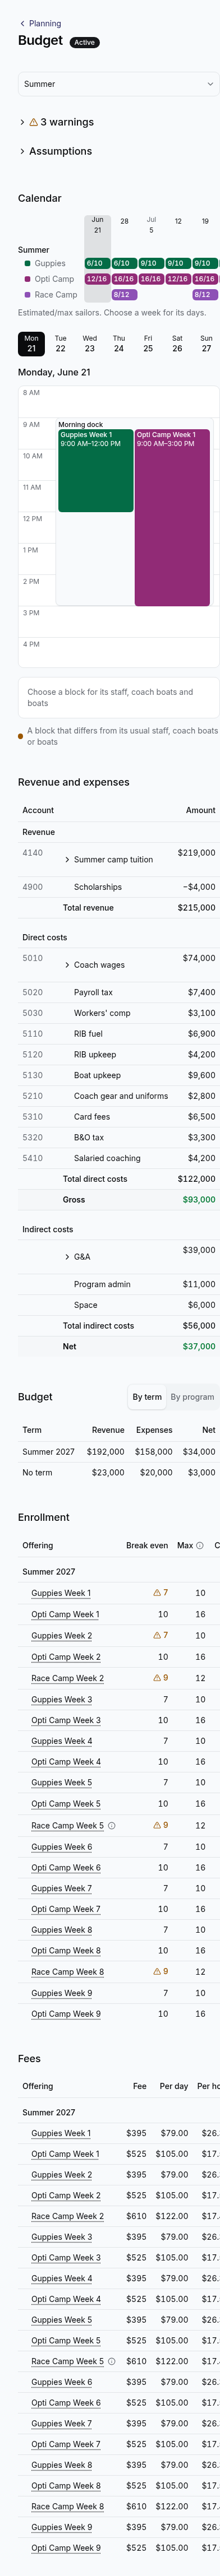 Planning
Budget Active
Summer
3 warnings
Assumptions
Calendar
Jun 21 28 Jul 5 12 19
Summer
Guppies 6/10 6/10 9/10 9/10 9/10
Opti Camp 12/16 16/16 16/16 12/16 16/16
Race Camp 8/12 8/12
Estimated/max sailors. Choose a week for its days.
Mon 21 Tue 22 Wed 23 Thu 24 Fri 25 Sat 26 Sun 27
Monday, June 21
8 AM
9 AM
10 AM
11 AM
12 PM
1 PM
2 PM
3 PM
4 PM
Morning dock
Guppies Week 1
9:00 AM–12:00 PM
Opti Camp Week 1
9:00 AM–3:00 PM
Choose a block for its staff, coach boats and
boats
A block that differs from its usual staff, coach boats
or boats
Revenue and expenses
Account Amount
Revenue
4140 Summer camp tuition $219,000
4900 Scholarships −$4,000
Total revenue $215,000
Direct costs
5010 Coach wages $74,000
5020 Payroll tax $7,400
5030 Workers' comp $3,100
5110 RIB fuel $6,900
5120 RIB upkeep $4,200
5130 Boat upkeep $9,600
5210 Coach gear and uniforms $2,800
5310 Card fees $6,500
5320 B&O tax $3,300
5410 Salaried coaching $4,200
Total direct costs $122,000
Gross $93,000
Indirect costs
G&A $39,000
Program admin $11,000
Space $6,000
Total indirect costs $56,000
Net $37,000
Budget By term By program
Term Revenue Expenses Net
Summer 2027 $192,000 $158,000 $34,000
No term $23,000 $20,000 $3,000
Enrollment
Offering Break even Max
Summer 2027
Guppies Week 1 7 10
Opti Camp Week 1 10 16
Guppies Week 2 7 10
Opti Camp Week 2 10 16
Race Camp Week 2 9 12
Guppies Week 3 7 10
Opti Camp Week 3 10 16
Guppies Week 4 7 10
Opti Camp Week 4 10 16
Guppies Week 5 7 10
Opti Camp Week 5 10 16
Race Camp Week 5 9 12
Guppies Week 6 7 10
Opti Camp Week 6 10 16
Guppies Week 7 7 10
Opti Camp Week 7 10 16
Guppies Week 8 7 10
Opti Camp Week 8 10 16
Race Camp Week 8 9 12
Guppies Week 9 7 10
Opti Camp Week 9 10 16
Fees
Offering Fee Per day Per ho
Summer 2027
Guppies Week 1 $395 $79.00 $26.
Opti Camp Week 1 $525 $105.00 $17.
Guppies Week 2 $395 $79.00 $26.
Opti Camp Week 2 $525 $105.00 $17.
Race Camp Week 2 $610 $122.00 $17.
Guppies Week 3 $395 $79.00 $26.
Opti Camp Week 3 $525 $105.00 $17.
Guppies Week 4 $395 $79.00 $26.
Opti Camp Week 4 $525 $105.00 $17.
Guppies Week 5 $395 $79.00 $26.
Opti Camp Week 5 $525 $105.00 $17.
Race Camp Week 5 $610 $122.00 $17.
Guppies Week 6 $395 $79.00 $26.
Opti Camp Week 6 $525 $105.00 $17.
Guppies Week 7 $395 $79.00 $26.
Opti Camp Week 7 $525 $105.00 $17.
Guppies Week 8 $395 $79.00 $26.
Opti Camp Week 8 $525 $105.00 $17.
Race Camp Week 8 $610 $122.00 $17.
Guppies Week 9 $395 $79.00 $26.
Opti Camp Week 9 $525 $105.00 $17.